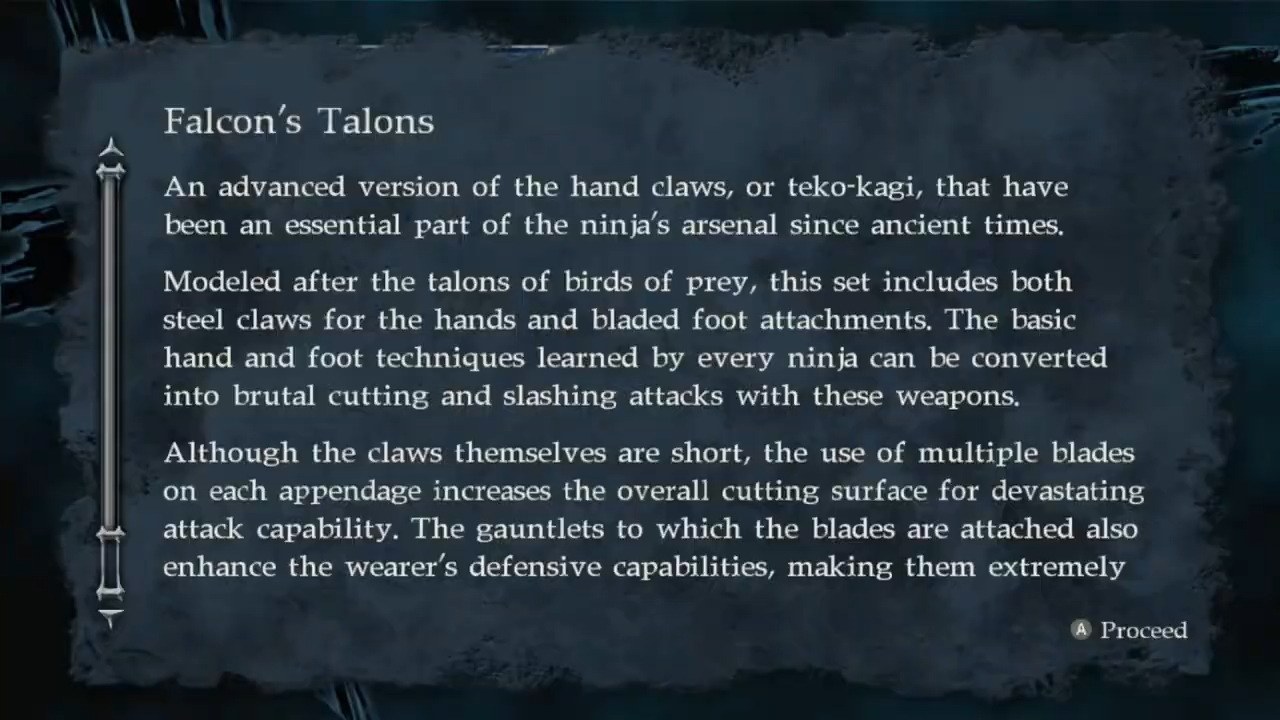 Falcon's Talons
An advanced version of the hand claws, or teko-kagi, that have
been an essential part of the ninja's arsenal since ancient times.
Modeled after the talons of birds of prey, this set includes both
steel claws for the hands and bladed foot attachments. The basic
hand and foot techniques learned by every ninja can be converted
into brutal cutting and slashing attacks with these weapons.
Although the claws themselves are short, the use of multiple blades
on each appendage increases the overall cutting surface for devastating
attack capability. The gauntlets to which the blades are attached also
enhance the wearer's defensive capabilities, making them extremely
A Proceed